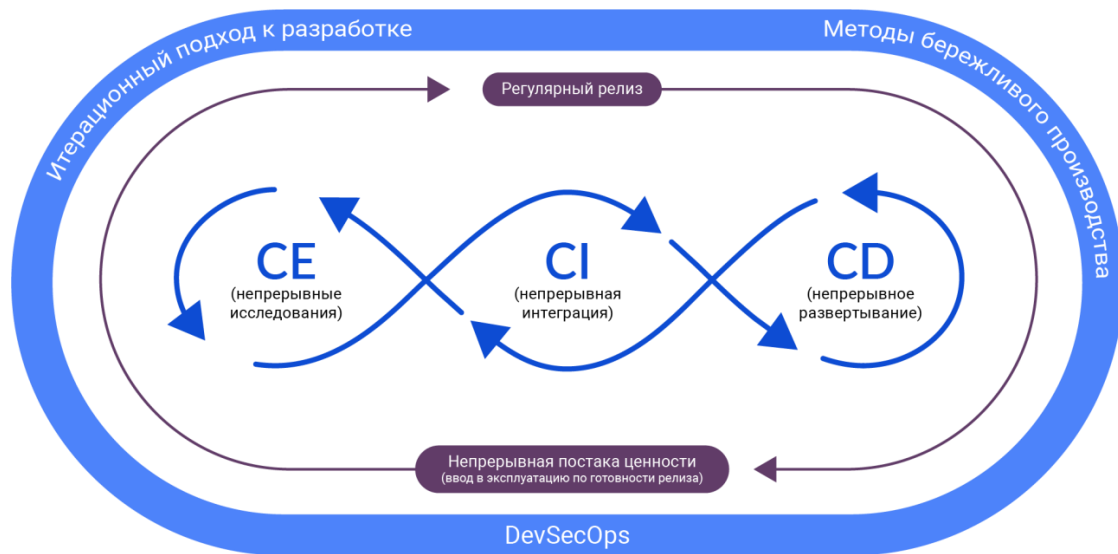 Итерационный подход к разработке
Методы бережливого производства
Регулярный релиз
CE
(непрерывные
исследования)
CI
(непрерывная
интеграция)
CD
(непрерывное
развертывание)
Непрерывная постака ценности
(ввод в эксплуатацию по готовности релиза)
DevSecOps